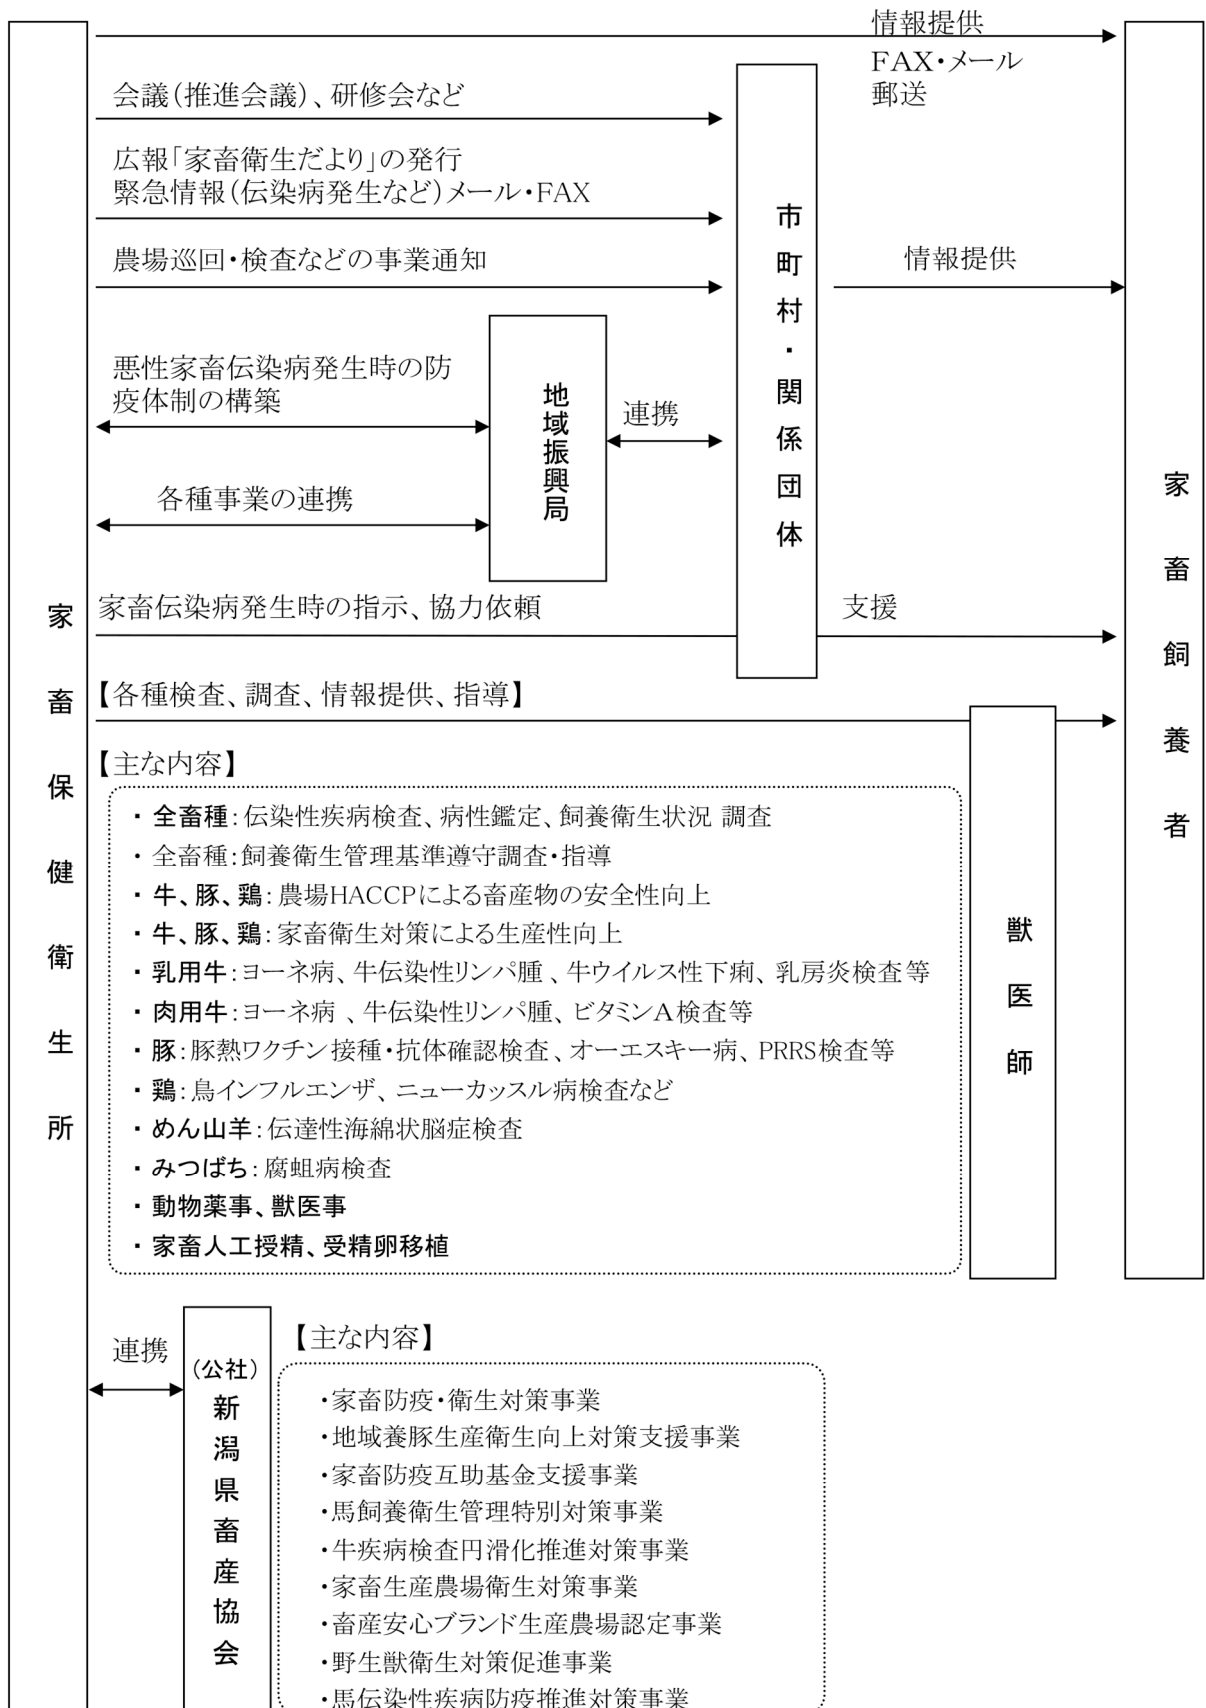 情報提供
FAX・メール
郵送
会議（推進会議）、研修会など
広報「家畜衛生だより」の発行
緊急情報（伝染病発生など）メール・FAX
農場巡回・検査などの事業通知
市町村・関係団体
情報提供
悪性家畜伝染病発生時の防
疫体制の構築
地域振興局
連携
各種事業の連携
家畜保健衛生所
家畜飼養者
家畜伝染病発生時の指示、協力依頼
支援
【各種検査、調査、情報提供、指導】
【主な内容】
・全畜種：伝染性疾病検査、病性鑑定、飼養衛生状況 調査
・全畜種：飼養衛生管理基準遵守調査・指導
・牛、豚、鶏：農場HACCPによる畜産物の安全性向上
・牛、豚、鶏：家畜衛生対策による生産性向上
・乳用牛：ヨーネ病、牛伝染性リンパ腫 、牛ウイルス性下痢、乳房炎検査等
・肉用牛：ヨーネ病 、牛伝染性リンパ腫、ビタミンA検査等
・豚：豚熱ワクチン接種・抗体確認検査、オーエスキー病、PRRS検査等
・鶏：鳥インフルエンザ、ニューカッスル病検査など
・めん山羊：伝達性海綿状脳症検査
・みつばち：腐蛆病検査
・動物薬事、獣医事
・家畜人工授精、受精卵移植
獣医師
連携
（公社）新潟県畜産協会
【主な内容】
・家畜防疫・衛生対策事業
・地域養豚生産衛生向上対策支援事業
・家畜防疫互助基金支援事業
・馬飼養衛生管理特別対策事業
・牛疾病検査円滑化推進対策事業
・家畜生産農場衛生対策事業
・畜産安心ブランド生産農場認定事業
・野生獣衛生対策促進事業
・馬伝染性疾病防疫推進対策事業